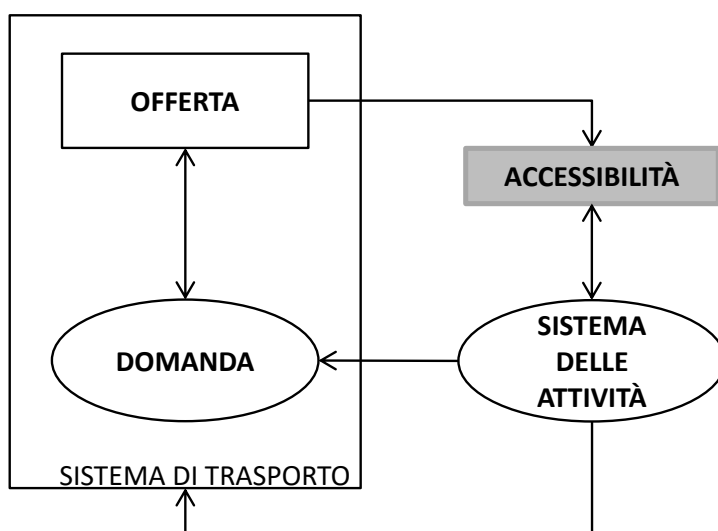 OFFERTA
ACCESSIBILITÀ
DOMANDA
SISTEMA
DELLE
ATTIVITÀ
SISTEMA DI TRASPORTO